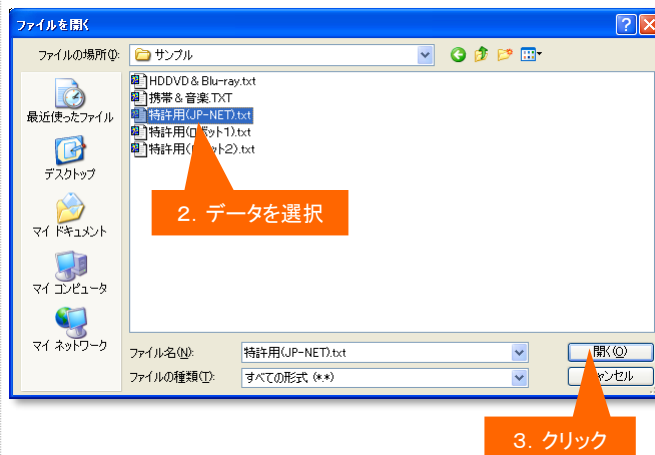 ファイルを開く
ファイルの場所(I):
サンプル
HDDVD & Blu-ray.txt
携帯 & 音楽.TXT
特許用(JP-NET).txt
特許用(ロボット1).txt
特許用( ット2).txt
最近使ったファイル
デスクトップ
マイ ドキュメント
マイ コンピュータ
マイ ネットワーク
2. データを選択
ファイル名(N):
特許用(JP-NET).txt
開く(O)
ファイルの種類(T):
すべての形式 (*.*)
ャンセル
3. クリック